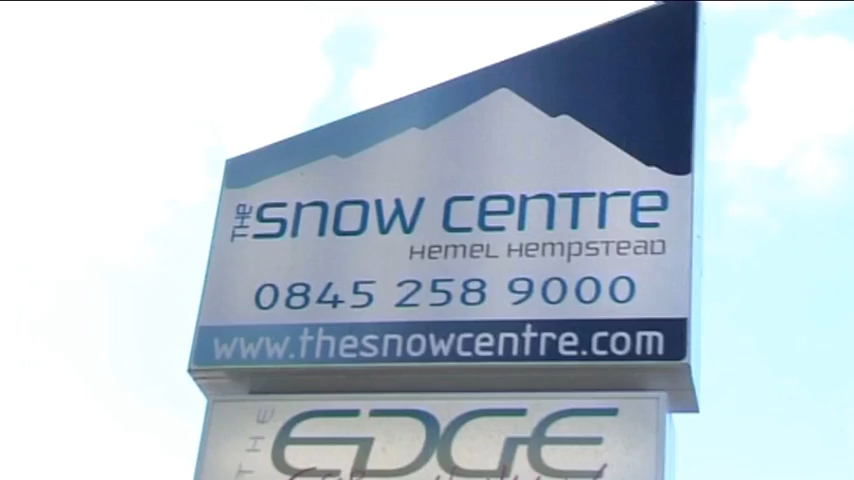 THE SNOW CENTRE
HEMEL HEMPSTEAD
0845 258 9000
www.thesnowcentre.com
THE EDGE